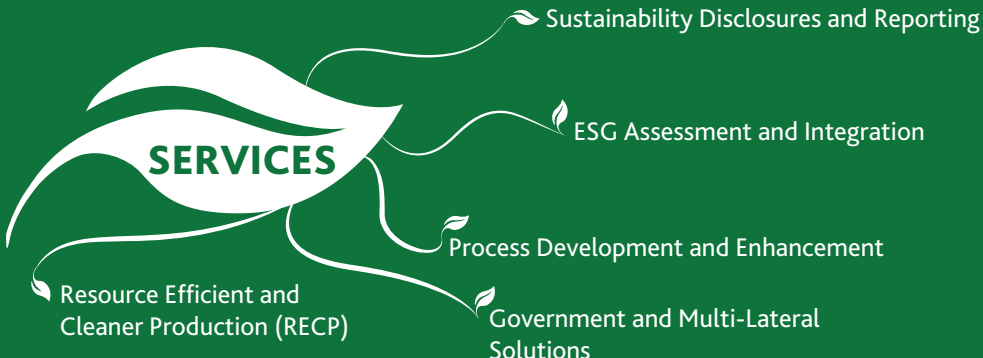 Sustainability Disclosures and Reporting
ESG Assessment and Integration
SERVICES
Process Development and Enhancement
Resource Efficient and
Cleaner Production (RECP)
Government and Multi-Lateral
Solutions